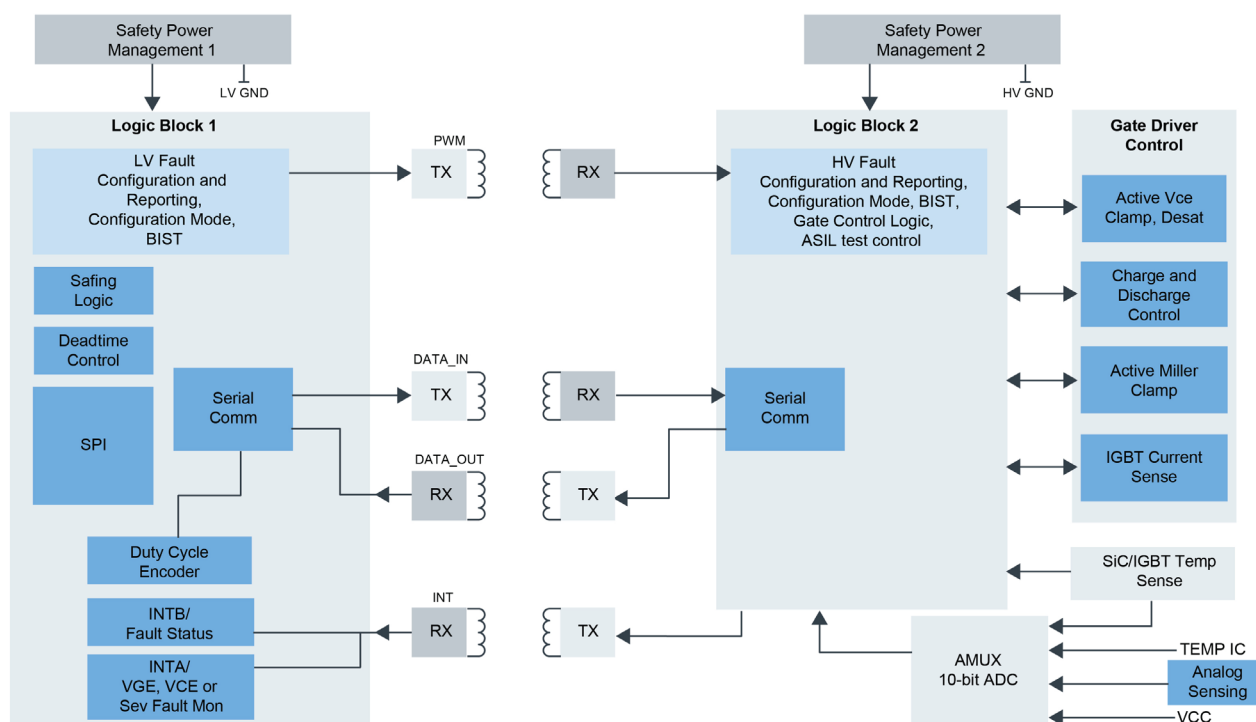 Safety Power
Management 1
LV GND
Safety Power
Management 2
HV GND
Logic Block 1
LV Fault
Configuration and
Reporting,
Configuration Mode,
BIST
Safing
Logic
Deadtime
Control
SPI
Serial
Comm
Duty Cycle
Encoder
INTB/
Fault Status
INTA/
VGE, VCE or
Sev Fault Mon
PWM
TX
RX
DATA_IN
TX
RX
DATA_OUT
RX
TX
INT
RX
TX
Logic Block 2
HV Fault
Configuration and Reporting,
Configuration Mode, BIST,
Gate Control Logic,
ASIL test control
Serial
Comm
Gate Driver
Control
Active Vce
Clamp, Desat
Charge and
Discharge
Control
Active Miller
Clamp
IGBT Current
Sense
SiC/IGBT Temp
Sense
AMUX
10-bit ADC
TEMP IC
Analog
Sensing
VCC